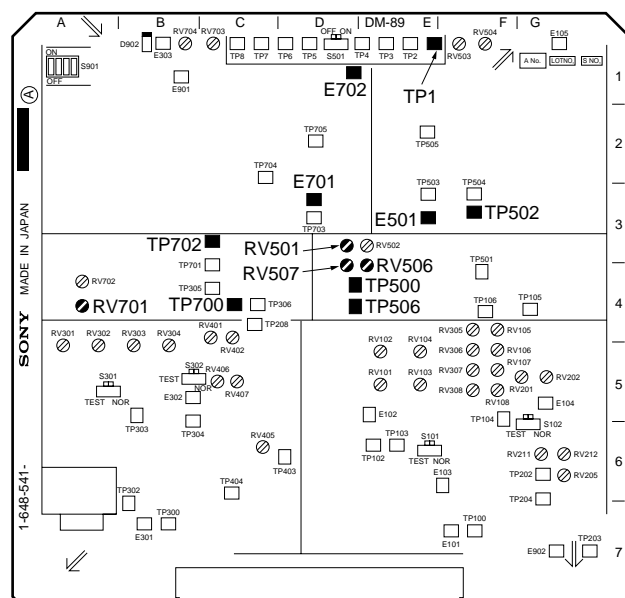 A B C D DM-89 E F G
RV704 RV703 OFF ON RV504 E105
D902 E303 TP8 TP7 TP6 TP5 S501 TP4 TP3 TP2 RV503
ON S901 OFF
A No. LOTNO. S NO.
E901 E702 TP1 1
A
TP705 TP505 2
TP704
E701 TP503 TP504
TP703 E501 TP502 3
TP702 RV501 RV502
TP701 RV507 RV506 TP501
RV702 TP305 TP500
RV701 TP700 TP306 TP506 TP106 TP105 4
TP208
RV301 RV302 RV303 RV304 RV401 RV402 RV305 RV105
RV102 RV104 RV306 RV106
S301 S302 RV406 RV307 RV107
TEST NOR TEST NOR RV407 RV101 RV103 RV308 RV201 RV202 5
E302 RV108 E104
TP303 TP304 E102 TP104 S102
TEST NOR
RV405 TP403 TP102 TP103 S101 RV211 RV212 6
TEST NOR
TP404 E103 TP202 RV205
TP302 TP204
E301 TP300 E101 TP100
E902 TP203 7
SONY MADE IN JAPAN
1-648-541-